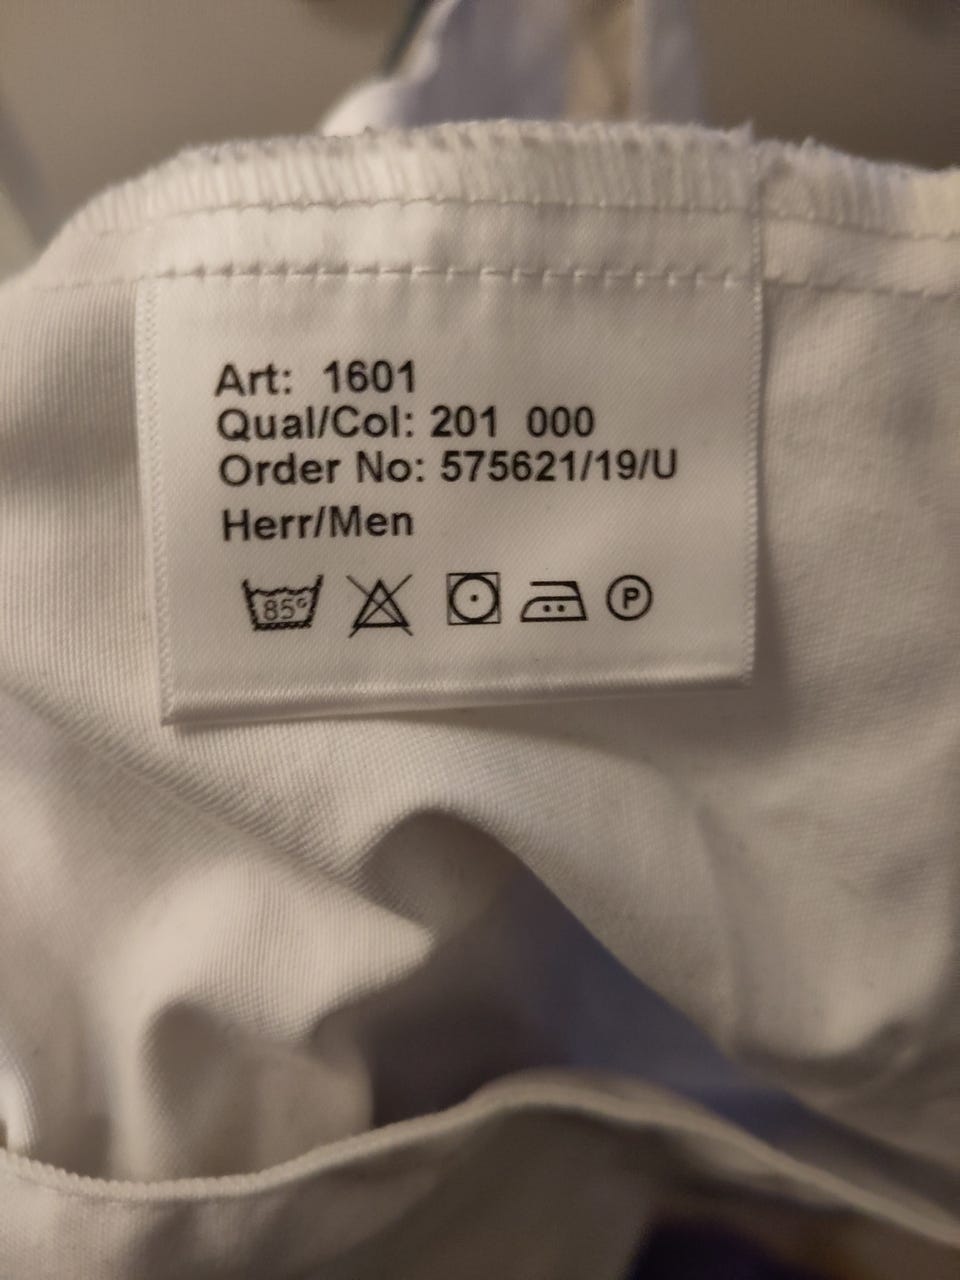 Art: 1601
Qual/Col: 201 000
Order No: 575621/19/U
Herr/Men
85° P